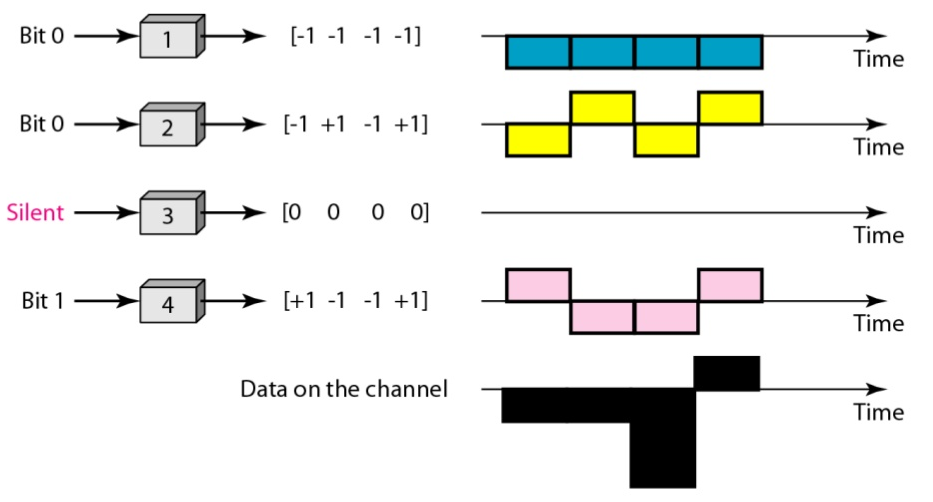 Bit 0 1 [-1 -1 -1 -1]
Time
Bit 0 2 [-1 +1 -1 +1]
Time
Silent 3 [0 0 0 0]
Time
Bit 1 4 [+1 -1 -1 +1]
Time
Data on the channel
Time